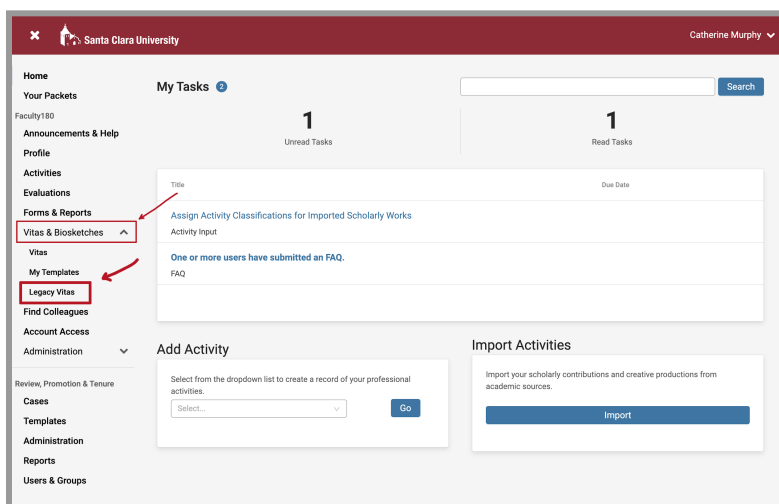 Santa Clara University
Catherine Murphy
Home
Your Packets
Faculty180
Announcements & Help
Profile
Activities
Evaluations
Forms & Reports
Vitas & Biosketches
Vitas
My Templates
Legacy Vitas
Find Colleagues
Account Access
Administration
Review, Promotion & Tenure
Cases
Templates
Administration
Reports
Users & Groups
My Tasks 2
Search
1
Unread Tasks
1
Read Tasks
Title Due Date
Assign Activity Classifications for Imported Scholarly Works
Activity Input
One or more users have submitted an FAQ.
FAQ
Add Activity
Select from the dropdown list to create a record of your professional
activities.
Select... Go
Import Activities
Import your scholarly contributions and creative productions from
academic sources.
Import